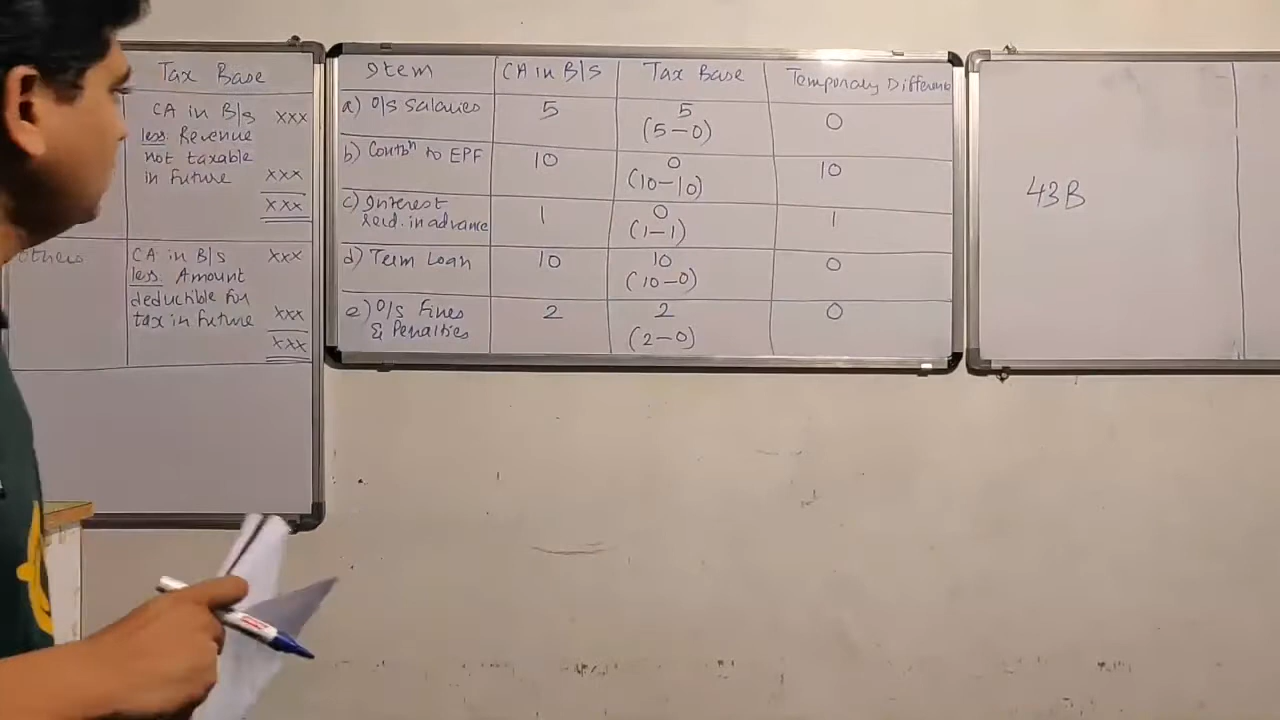 Tax Base
CA in B/s xxx
less: Revenue
not taxable
in future xxx
xxx
Others
CA in B/s xxx
less: Amount
deductible for
tax in future xxx
xxx
Item CA in B/s Tax Base Temporary Differenc
a) O/s Salaries 5 5 0
(5-0)
b) Contbⁿ to EPF 10 0 10
(10-10)
c) Interest 1 0 1
Recd. in advance (1-1)
d) Term Loan 10 10 0
(10-0)
e) O/s Fines 2 2 0
& Penalties (2-0)
43B